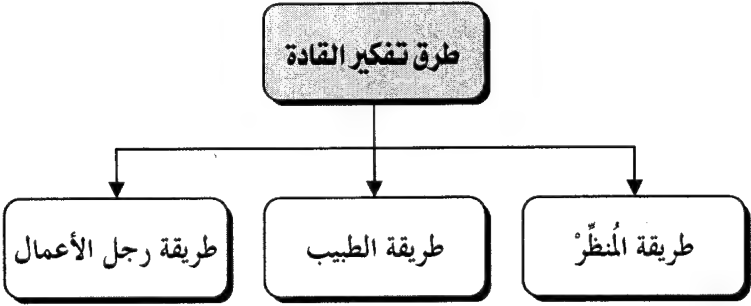 طرق تفكير القادة
طريقة المُنظِّرْ
طريقة الطبيب
طريقة رجل الأعمال